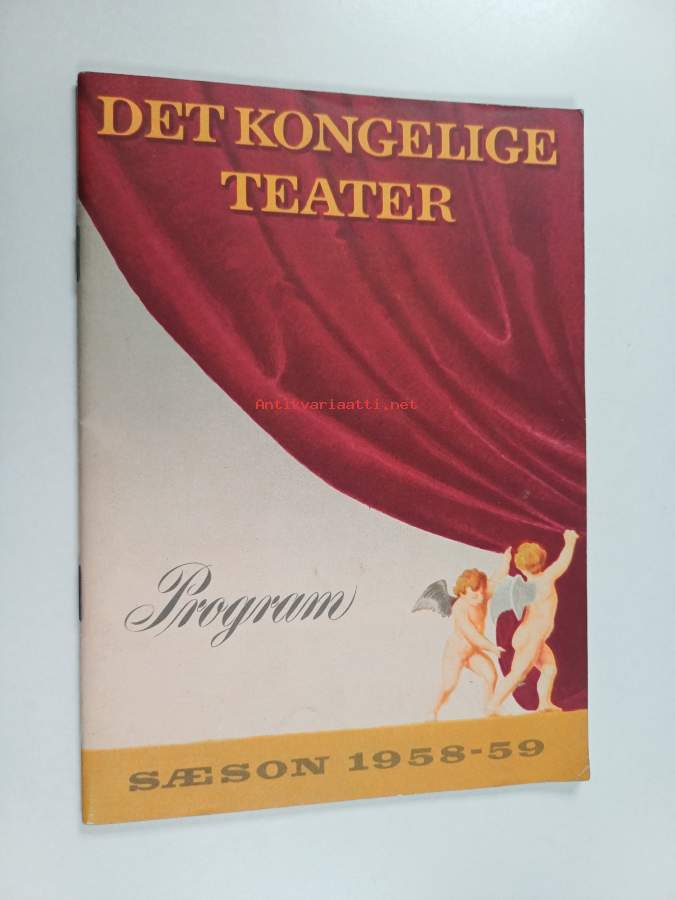 DET KONGELIGE
TEATER
Antikvariaatti.net
Program
SÆSON 1958-59